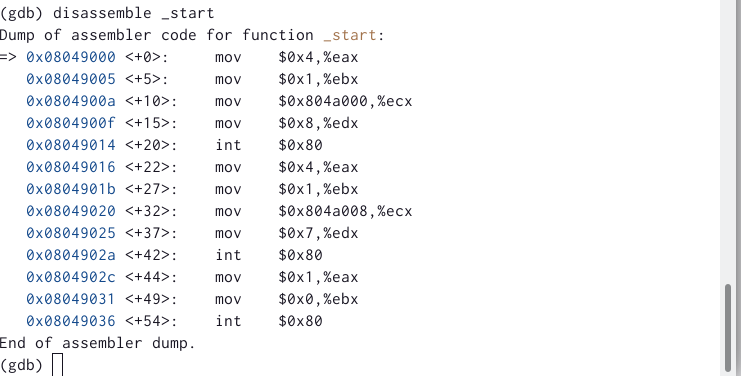 (gdb) disassemble _start
Dump of assembler code for function _start:
=> 0x08049000 <+0>:     mov    $0x4,%eax
   0x08049005 <+5>:     mov    $0x1,%ebx
   0x0804900a <+10>:    mov    $0x804a000,%ecx
   0x0804900f <+15>:    mov    $0x8,%edx
   0x08049014 <+20>:    int    $0x80
   0x08049016 <+22>:    mov    $0x4,%eax
   0x0804901b <+27>:    mov    $0x1,%ebx
   0x08049020 <+32>:    mov    $0x804a008,%ecx
   0x08049025 <+37>:    mov    $0x7,%edx
   0x0804902a <+42>:    int    $0x80
   0x0804902c <+44>:    mov    $0x1,%eax
   0x08049031 <+49>:    mov    $0x0,%ebx
   0x08049036 <+54>:    int    $0x80
End of assembler dump.
(gdb)